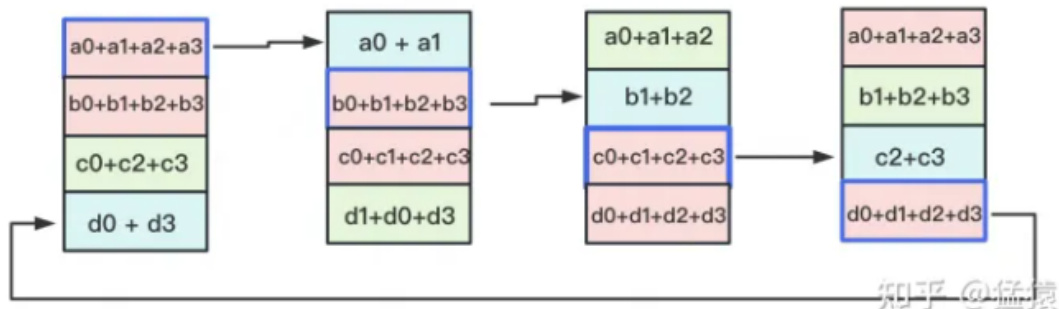 a0+a1+a2+a3
b0+b1+b2+b3
c0+c2+c3
d0 + d3
a0 + a1
b0+b1+b2+b3
c0+c1+c2+c3
d1+d0+d3
a0+a1+a2
b1+b2
c0+c1+c2+c3
d0+d1+d2+d3
a0+a1+a2+a3
b1+b2+b3
c2+c3
d0+d1+d2+d3
知乎 @猛猿